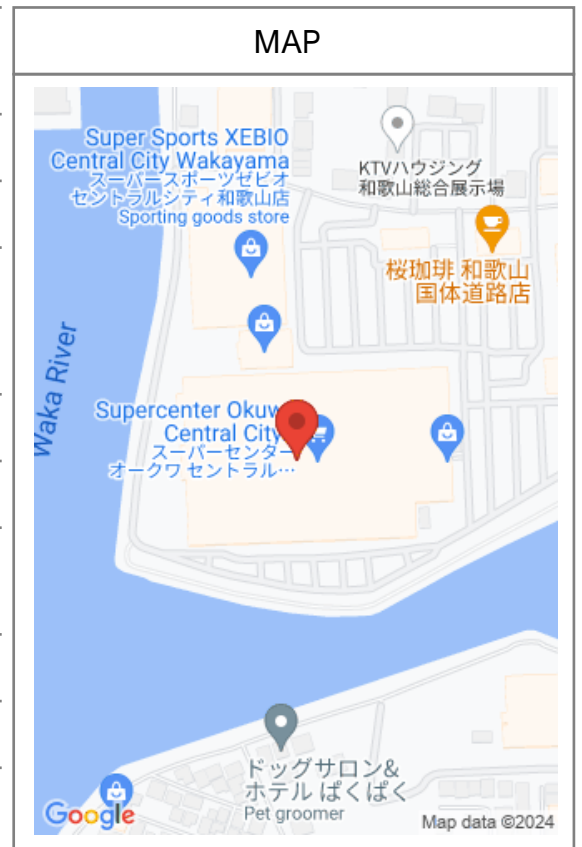 MAP
Super Sports XEBIO
Central City Wakayama
スーパースポーツゼビオ
セントラルシティ和歌山店
Sporting goods store
KTVハウジング
和歌山総合展示場
桜珈琲 和歌山
国体道路店
Waka River
Supercenter Okuw
Central City
スーパーセンター
オークワ セントラル…
ドッグサロン&
ホテル ぱくぱく
Pet groomer
Google
Map data ©2024